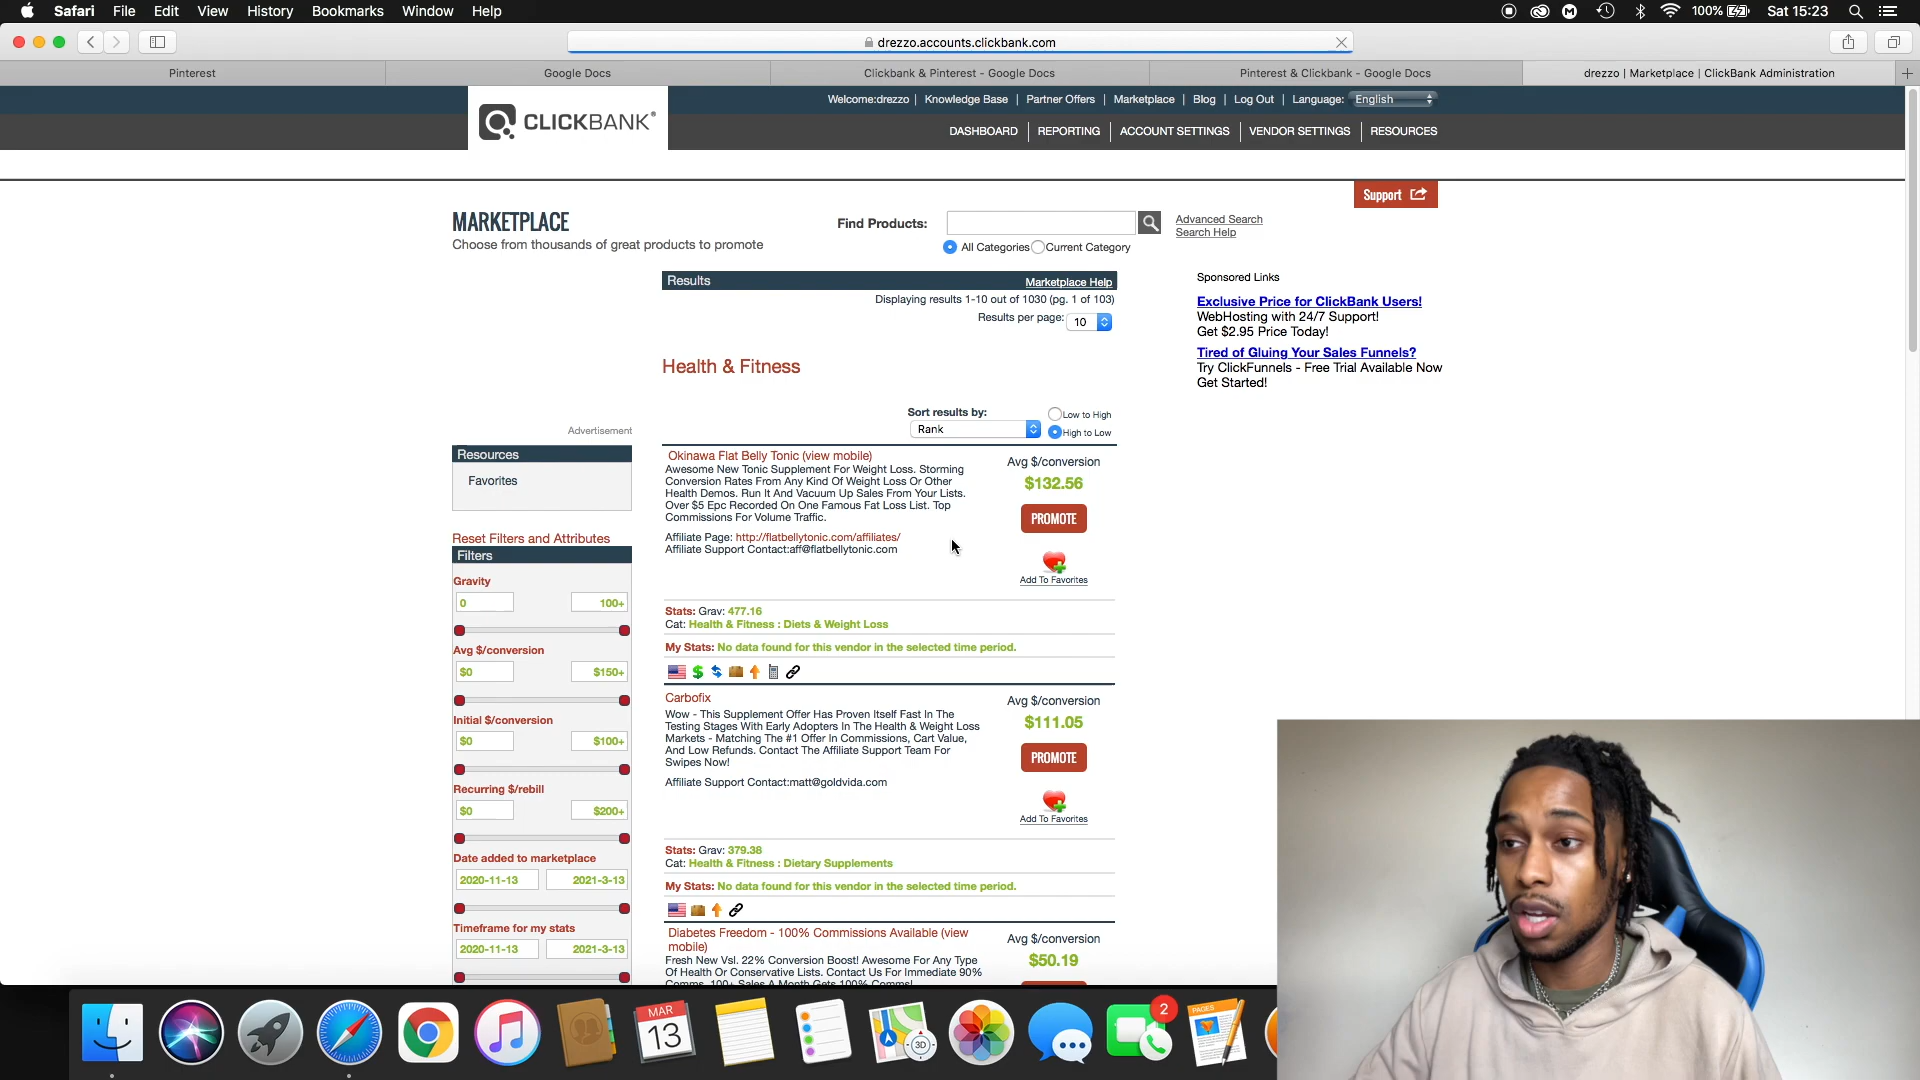 Safari File Edit View History Bookmarks Window Help
100% Sat 15:23
drezzo.accounts.clickbank.com
Pinterest
Google Docs
Clickbank & Pinterest - Google Docs
Pinterest & Clickbank - Google Docs
drezzo | Marketplace | ClickBank Administration
Welcome:drezzo | Knowledge Base | Partner Offers | Marketplace | Blog | Log Out | Language: English
CLICKBANK
DASHBOARD REPORTING ACCOUNT SETTINGS VENDOR SETTINGS RESOURCES
Support
MARKETPLACE
Choose from thousands of great products to promote
Find Products:
Advanced Search
Search Help
All Categories Current Category
Results
Marketplace Help
Displaying results 1-10 out of 1030 (pg. 1 of 103)
Results per page: 10
Sponsored Links
Exclusive Price for ClickBank Users!
WebHosting with 24/7 Support!
Get $2.95 Price Today!
Tired of Gluing Your Sales Funnels?
Try ClickFunnels - Free Trial Available Now
Get Started!
Health & Fitness
Sort results by:
Rank
Low to High
High to Low
Advertisement
Resources
Favorites
Reset Filters and Attributes
Filters
Gravity
0 100+
Avg $/conversion
$0 $150+
Initial $/conversion
$0 $100+
Recurring $/rebill
$0 $200+
Date added to marketplace
2020-11-13 2021-3-13
Timeframe for my stats
2020-11-13 2021-3-13
Okinawa Flat Belly Tonic (view mobile)
Awesome New Tonic Supplement For Weight Loss. Storming
Conversion Rates From Any Kind Of Weight Loss Or Other
Health Demos. Run It And Vacuum Up Sales From Your Lists.
Over $5 Epc Recorded On One Famous Fat Loss List. Top
Commissions For Volume Traffic.
Affiliate Page: http://flatbellytonic.com/affiliates/
Affiliate Support Contact:aff@flatbellytonic.com
Avg $/conversion
$132.56
PROMOTE
Add To Favorites
Stats: Grav: 477.16
Cat: Health & Fitness : Diets & Weight Loss
My Stats: No data found for this vendor in the selected time period.
Carbofix
Wow - This Supplement Offer Has Proven Itself Fast In The
Testing Stages With Early Adopters In The Health & Weight Loss
Markets - Matching The #1 Offer In Commissions, Cart Value,
And Low Refunds. Contact The Affiliate Support Team For
Swipes Now!
Affiliate Support Contact:matt@goldvida.com
Avg $/conversion
$111.05
PROMOTE
Add To Favorites
Stats: Grav: 379.38
Cat: Health & Fitness : Dietary Supplements
My Stats: No data found for this vendor in the selected time period.
Diabetes Freedom - 100% Commissions Available (view
mobile)
Fresh New Vsl. 22% Conversion Boost! Awesome For Any Type
Of Health Or Conservative Lists. Contact Us For Immediate 90%
Comms. 100+ Sales A Month Gets 100% Comms!
Avg $/conversion
$50.19
MAR
13
3D
2
PAGES